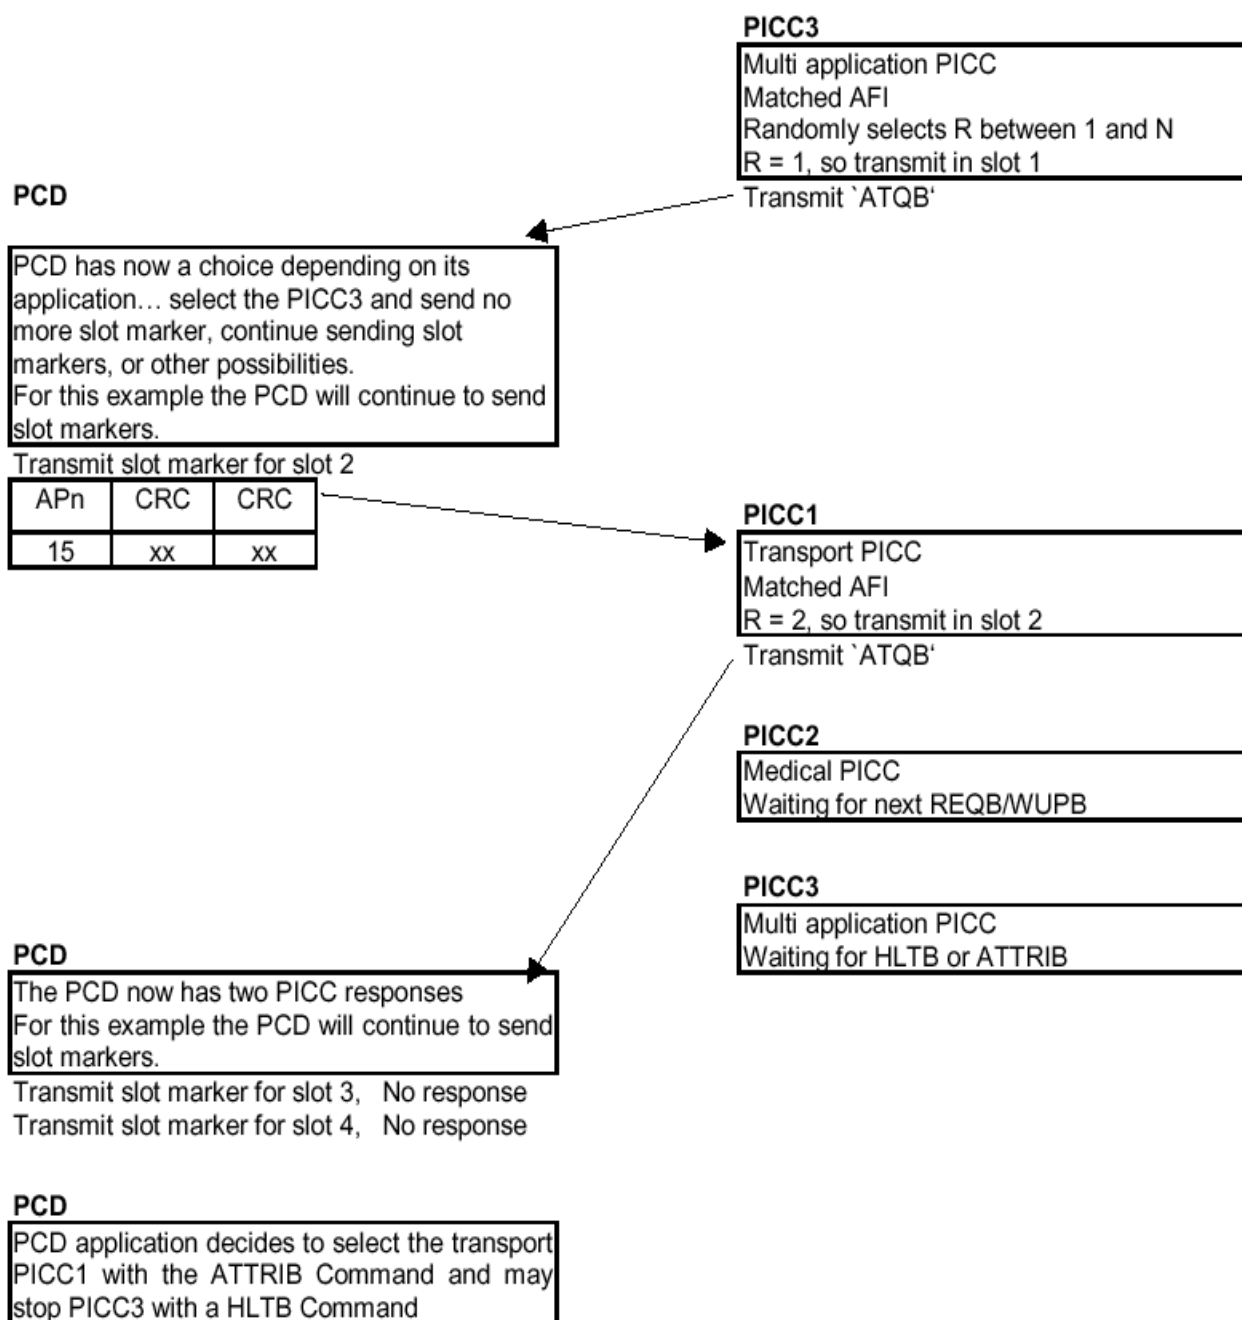 PICC3
Multi application PICC
Matched AFI
Randomly selects R between 1 and N
R = 1, so transmit in slot 1
Transmit `ATQB‘
PCD
PCD has now a choice depending on its
application… select the PICC3 and send no
more slot marker, continue sending slot
markers, or other possibilities.
For this example the PCD will continue to send
slot markers.
Transmit slot marker for slot 2
APn CRC CRC
15 xx xx
PICC1
Transport PICC
Matched AFI
R = 2, so transmit in slot 2
Transmit `ATQB‘
PICC2
Medical PICC
Waiting for next REQB/WUPB
PICC3
Multi application PICC
Waiting for HLTB or ATTRIB
PCD
The PCD now has two PICC responses
For this example the PCD will continue to send
slot markers.
Transmit slot marker for slot 3, No response
Transmit slot marker for slot 4, No response
PCD
PCD application decides to select the transport
PICC1 with the ATTRIB Command and may
stop PICC3 with a HLTB Command